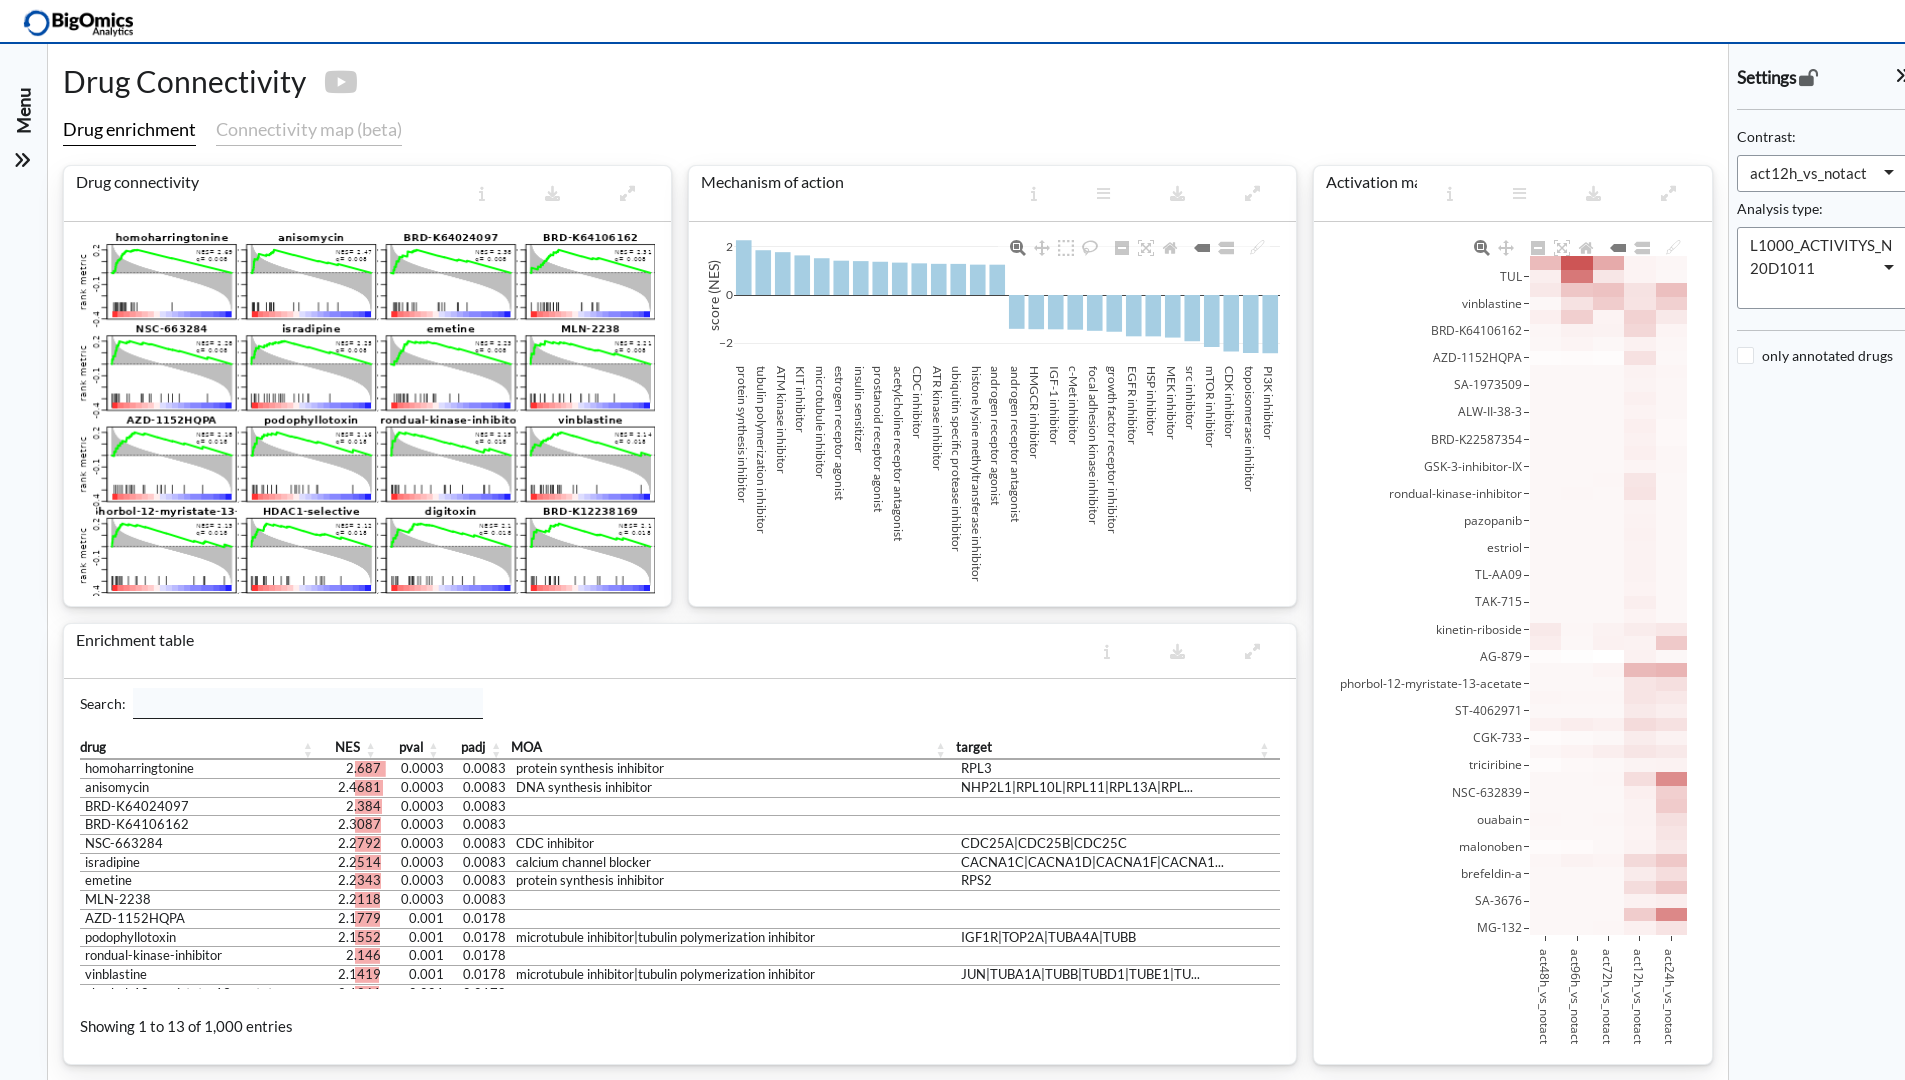 BigOmics
Analytics
Menu
Drug Connectivity
Drug enrichment
Connectivity map (beta)
Drug connectivity
homoharringtonine
anisomycin
BRD-K64024097
BRD-K64106162
NSC-663284
isradipine
emetine
MLN-2238
AZD-1152HQPA
podophyllotoxin
rondual-kinase-inhibito
vinblastine
horbol-12-myristate-13-
HDAC1-selective
digitoxin
BRD-K12238169
rank metric
rank metric
rank metric
rank metric
Mechanism of action
score (NES)
2
0
−2
protein synthesis inhibitor
tubulin polymerization inhibitor
ATM kinase inhibitor
KIT inhibitor
microtubule inhibitor
estrogen receptor agonist
insulin sensitizer
prostanoid receptor agonist
acetylcholine receptor antagonist
CDC inhibitor
ATR kinase inhibitor
ubiquitin specific protease inhibitor
histone lysine methyltransferase inhibitor
androgen receptor agonist
androgen receptor antagonist
HMGCR inhibitor
IGF-1 inhibitor
c-Met inhibitor
focal adhesion kinase inhibitor
growth factor receptor inhibitor
EGFR inhibitor
HSP inhibitor
MEK inhibitor
src inhibitor
mTOR inhibitor
CDK inhibitor
topoisomerase inhibitor
PI3K inhibitor
Activation ma
TUL
vinblastine
BRD-K64106162
AZD-1152HQPA
SA-1973509
ALW-II-38-3
BRD-K22587354
GSK-3-inhibitor-IX
rondual-kinase-inhibitor
pazopanib
estriol
TL-AA09
TAK-715
kinetin-riboside
AG-879
phorbol-12-myristate-13-acetate
ST-4062971
CGK-733
triciribine
NSC-632839
ouabain
malonoben
brefeldin-a
SA-3676
MG-132
act48h_vs_notact
act96h_vs_notact
act72h_vs_notact
act12h_vs_notact
act24h_vs_notact
Enrichment table
Search:
drug NES pval padj MOA target
homoharringtonine 2.687 0.0003 0.0083 protein synthesis inhibitor RPL3
anisomycin 2.4681 0.0003 0.0083 DNA synthesis inhibitor NHP2L1|RPL10L|RPL11|RPL13A|RPL...
BRD-K64024097 2.384 0.0003 0.0083
BRD-K64106162 2.3087 0.0003 0.0083
NSC-663284 2.2792 0.0003 0.0083 CDC inhibitor CDC25A|CDC25B|CDC25C
isradipine 2.2514 0.0003 0.0083 calcium channel blocker CACNA1C|CACNA1D|CACNA1F|CACNA1...
emetine 2.2343 0.0003 0.0083 protein synthesis inhibitor RPS2
MLN-2238 2.2118 0.0003 0.0083
AZD-1152HQPA 2.1779 0.001 0.0178
podophyllotoxin 2.1552 0.001 0.0178 microtubule inhibitor|tubulin polymerization inhibitor IGF1R|TOP2A|TUBA4A|TUBB
rondual-kinase-inhibitor 2.146 0.001 0.0178
vinblastine 2.1419 0.001 0.0178 microtubule inhibitor|tubulin polymerization inhibitor JUN|TUBA1A|TUBB|TUBD1|TUBE1|TU...
Showing 1 to 13 of 1,000 entries
Settings
Contrast:
act12h_vs_notact
Analysis type:
L1000_ACTIVITYS_N
20D1011
only annotated drugs